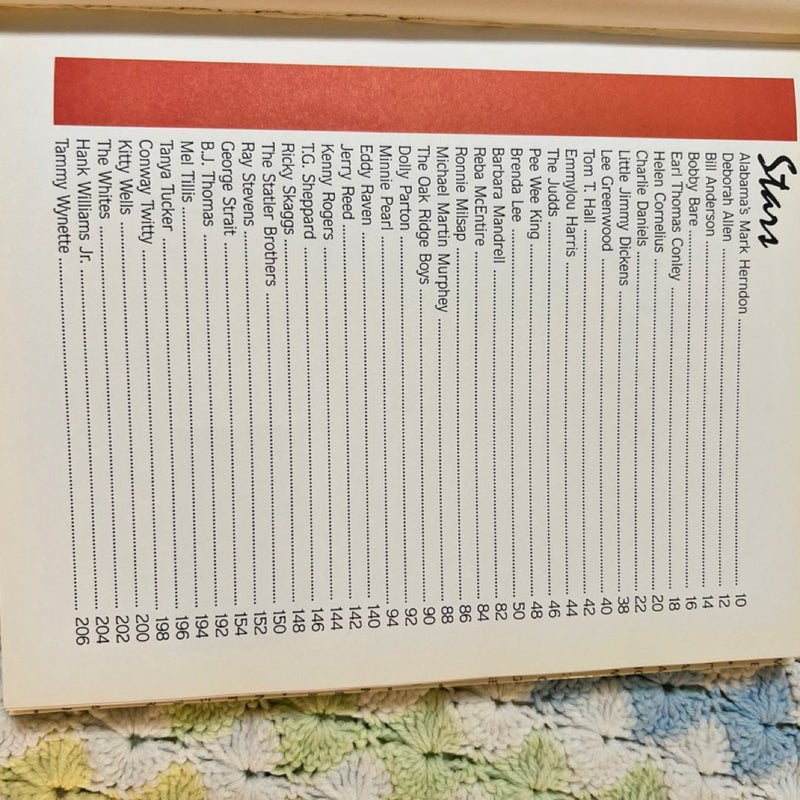 Stars
Alabama's Mark Herndon 10
Deborah Allen 12
Bill Anderson 14
Bobby Bare 16
Earl Thomas Conley 18
Helen Cornelius 20
Charlie Daniels 22
Little Jimmy Dickens 38
Lee Greenwood 40
Tom T. Hall 42
Emmylou Harris 44
The Judds 46
Pee Wee King 48
Brenda Lee 50
Barbara Mandrell 82
Reba McEntire 84
Ronnie Milsap 86
Michael Martin Murphey 88
The Oak Ridge Boys 90
Dolly Parton 92
Minnie Pearl 94
Eddy Raven 140
Jerry Reed 142
Kenny Rogers 144
T.G. Sheppard 146
Ricky Skaggs 148
The Statler Brothers 150
Ray Stevens 152
George Strait 154
B.J. Thomas 192
Mel Tillis 194
Tanya Tucker 196
Conway Twitty 198
Kitty Wells 200
The Whites 202
Hank Williams Jr. 204
Tammy Wynette 206